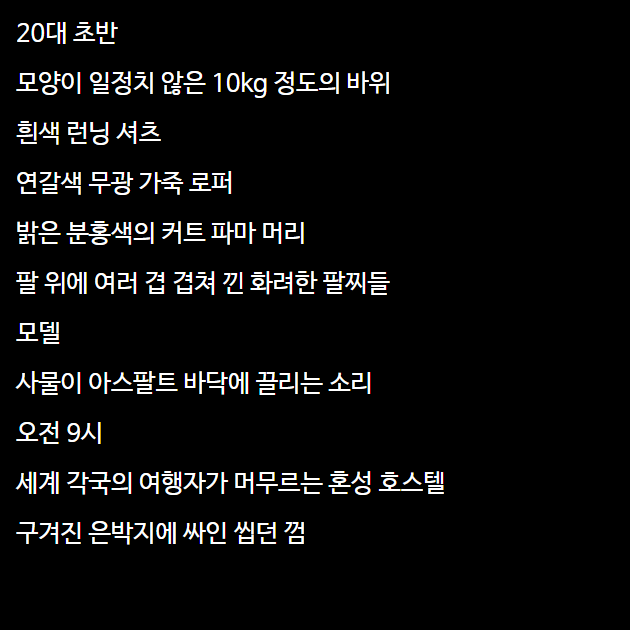 20대 초반
모양이 일정치 않은 10kg 정도의 바위
흰색 런닝 셔츠
연갈색 무광 가죽 로퍼
밝은 분홍색의 커트 파마 머리
팔 위에 여러 겹 겹쳐 낀 화려한 팔찌들
모델
사물이 아스팔트 바닥에 끌리는 소리
오전 9시
세계 각국의 여행자가 머무르는 혼성 호스텔
구겨진 은박지에 싸인 씹던 껌